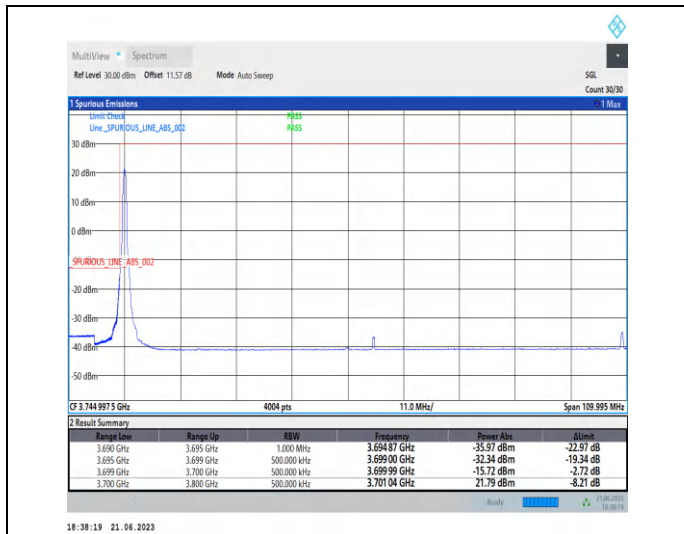 MultiView Spectrum
Ref Level 30.00 dBm Offset 11.57 dB Mode Auto Sweep SGL
Count 30/30
1 Spurious Emissions 1 Max
Limit Check PASS
Line _SPURIOUS_LINE_ABS_002 PASS
30 dBm
20 dBm
10 dBm
0 dBm
_SPURIOUS_LINE_ABS_002
-20 dBm
-30 dBm
-40 dBm
-50 dBm
CF 3.744 997 5 GHz 4004 pts 11.0 MHz/ Span 109.995 MHz
2 Result Summary
Range Low Range Up RBW Frequency Power Abs ΔLimit
3.690 GHz 3.695 GHz 1.000 MHz 3.694 87 GHz -35.97 dBm -22.97 dB
3.695 GHz 3.699 GHz 500.000 kHz 3.699 00 GHz -32.34 dBm -19.34 dB
3.699 GHz 3.700 GHz 500.000 kHz 3.699 99 GHz -15.72 dBm -2.72 dB
3.700 GHz 3.800 GHz 500.000 kHz 3.701 04 GHz 21.79 dBm -8.21 dB
Ready 21.06.2023
18:38:19
18:38:19 21.06.2023